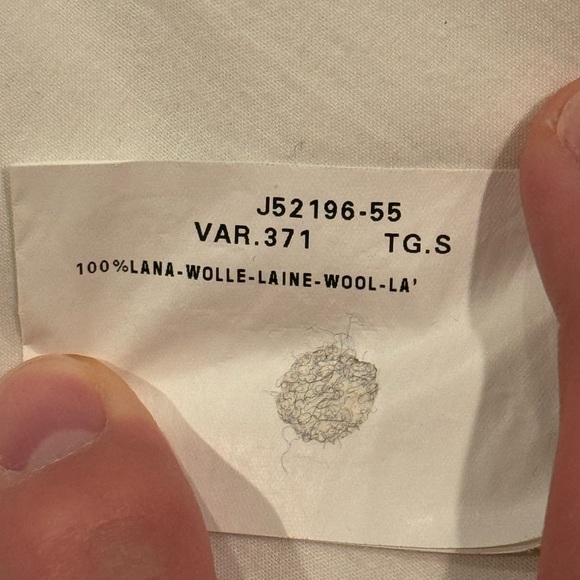 J52196-55
VAR.371 TG.S
100%LANA-WOLLE-LAINE-WOOL-LA'